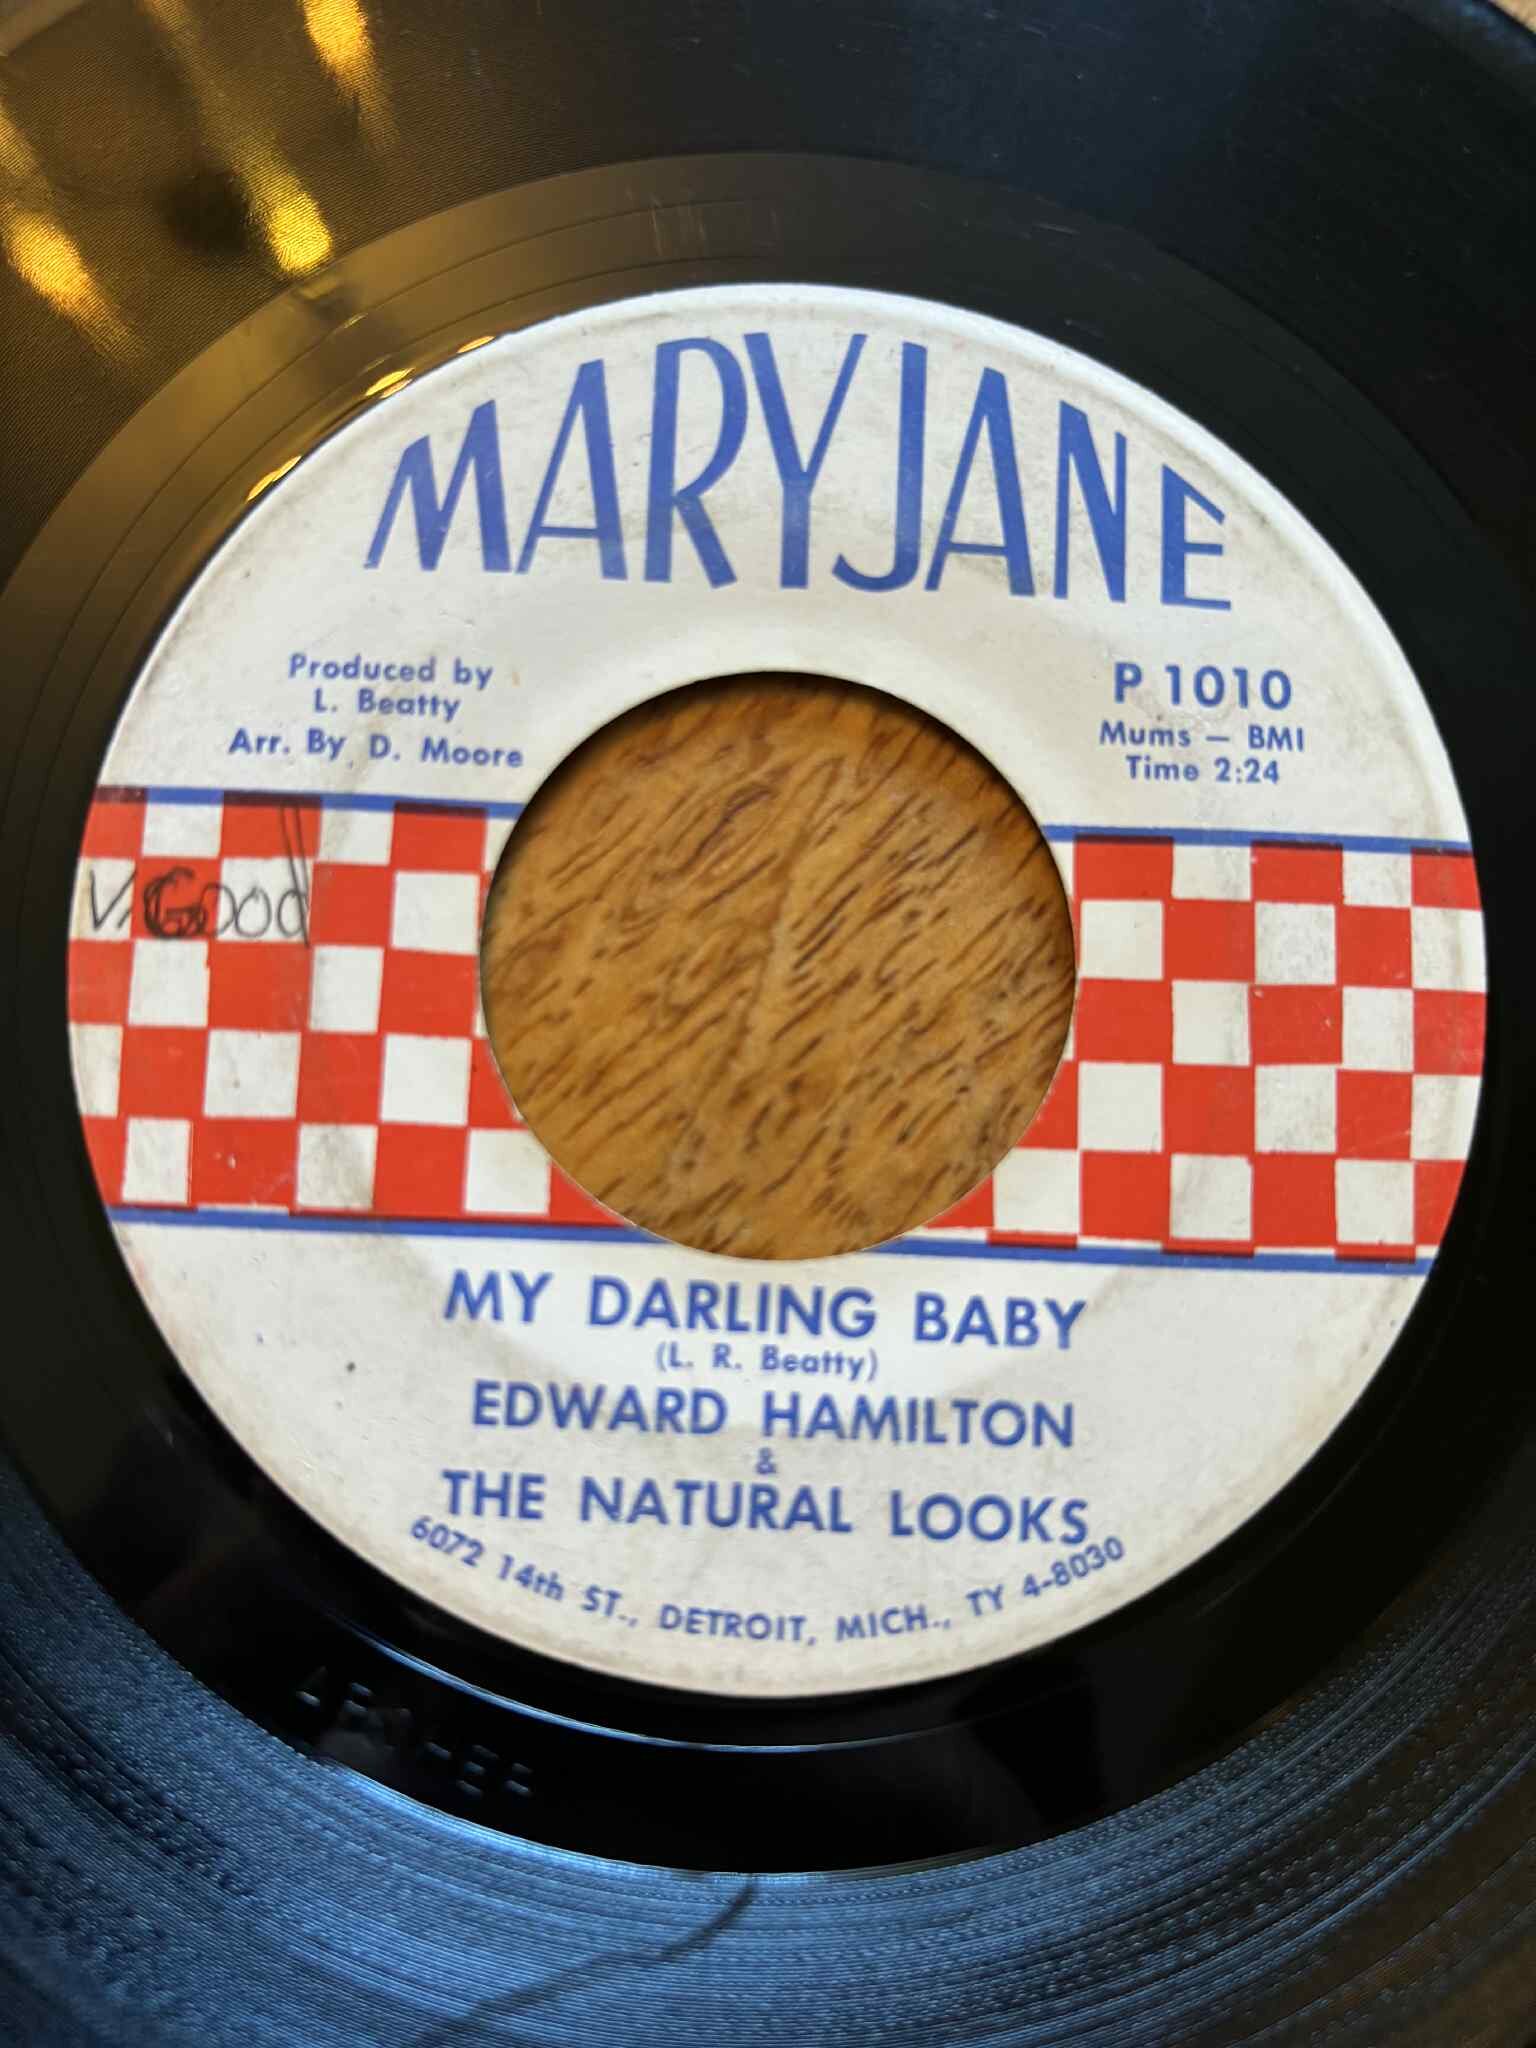 MARYJANE
Produced by
L. Beatty
Arr. By D. Moore
P 1010
Mums – BMI
Time 2:24
V. Good
MY DARLING BABY
(L. R. Beatty)
EDWARD HAMILTON
&
THE NATURAL LOOKS
6072 14th ST., DETROIT, MICH., TY 4-8030